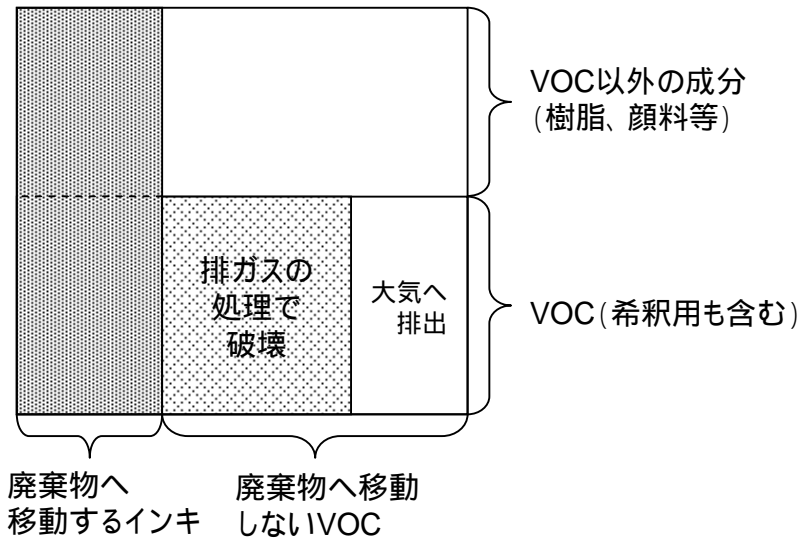 VOC以外の成分
(樹脂、顔料等)
排ガスの
処理で
破壊
大気へ
排出
VOC(希釈用も含む)
廃棄物へ
移動するインキ
廃棄物へ移動
しないVOC